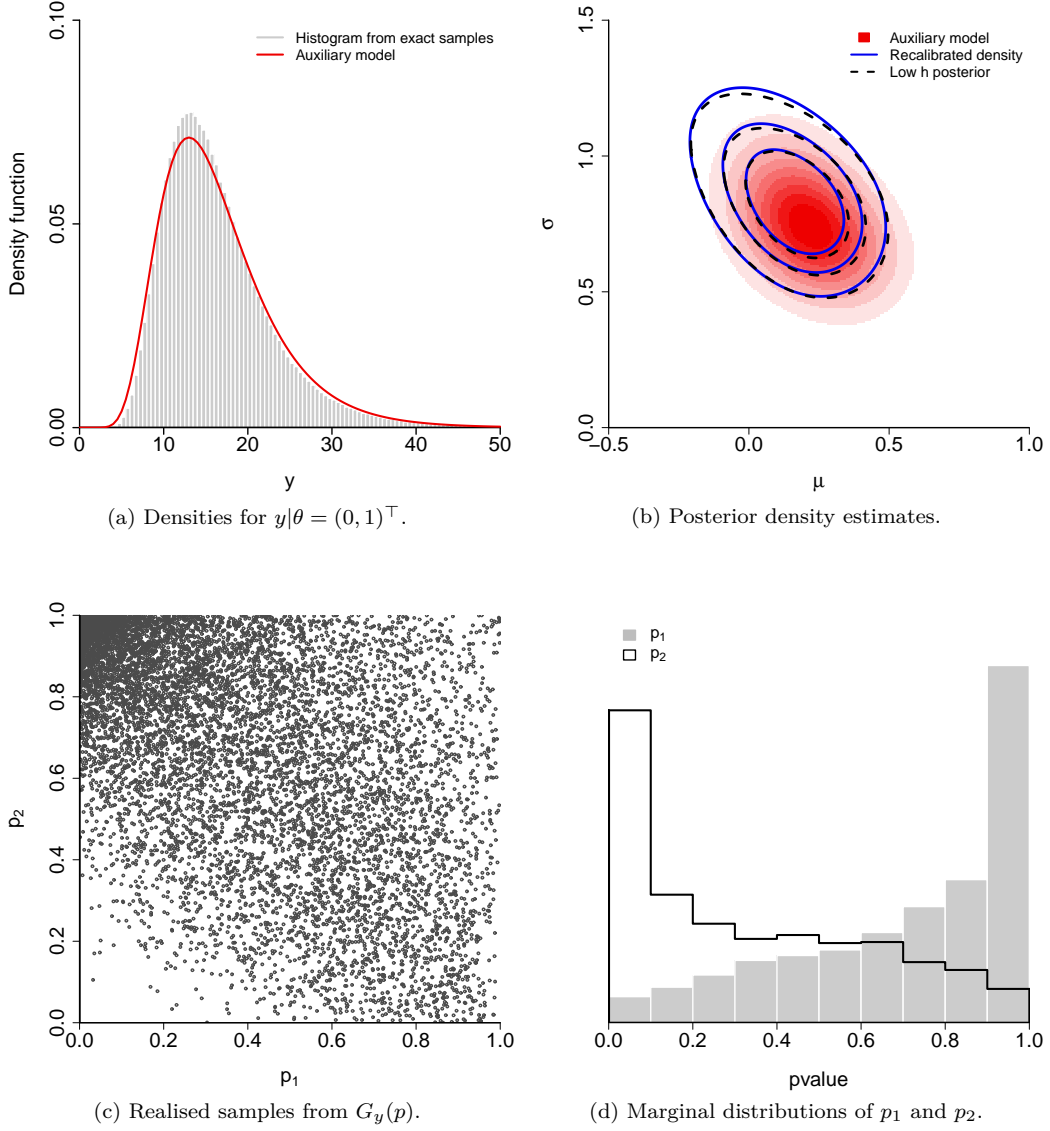 0.10
0.05
0.00
Density function
Histogram from exact samples
Auxiliary model
0 10 20 30 40 50
y
(a) Densities for y|θ = (0, 1)⊤.
1.5
1.0
0.5
0.0
σ
Auxiliary model
Recalibrated density
Low h posterior
−0.5 0.0 0.5 1.0
μ
(b) Posterior density estimates.
1.0
0.8
0.6
0.4
0.2
0.0
p2
0.0 0.2 0.4 0.6 0.8 1.0
p1
(c) Realised samples from Gy(p).
p1
p2
0.0 0.2 0.4 0.6 0.8 1.0
pvalue
(d) Marginal distributions of p1 and p2.